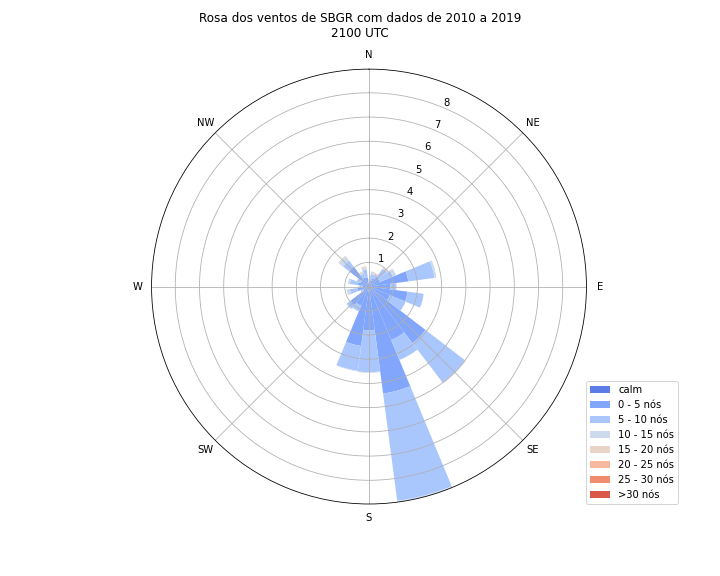 Rosa dos ventos de SBGR com dados de 2010 a 2019
2100 UTC
N
NW
NE
8
7
6
5
4
3
2
1
W
E
SW
SE
S
calm
0 - 5 nós
5 - 10 nós
10 - 15 nós
15 - 20 nós
20 - 25 nós
25 - 30 nós
>30 nós